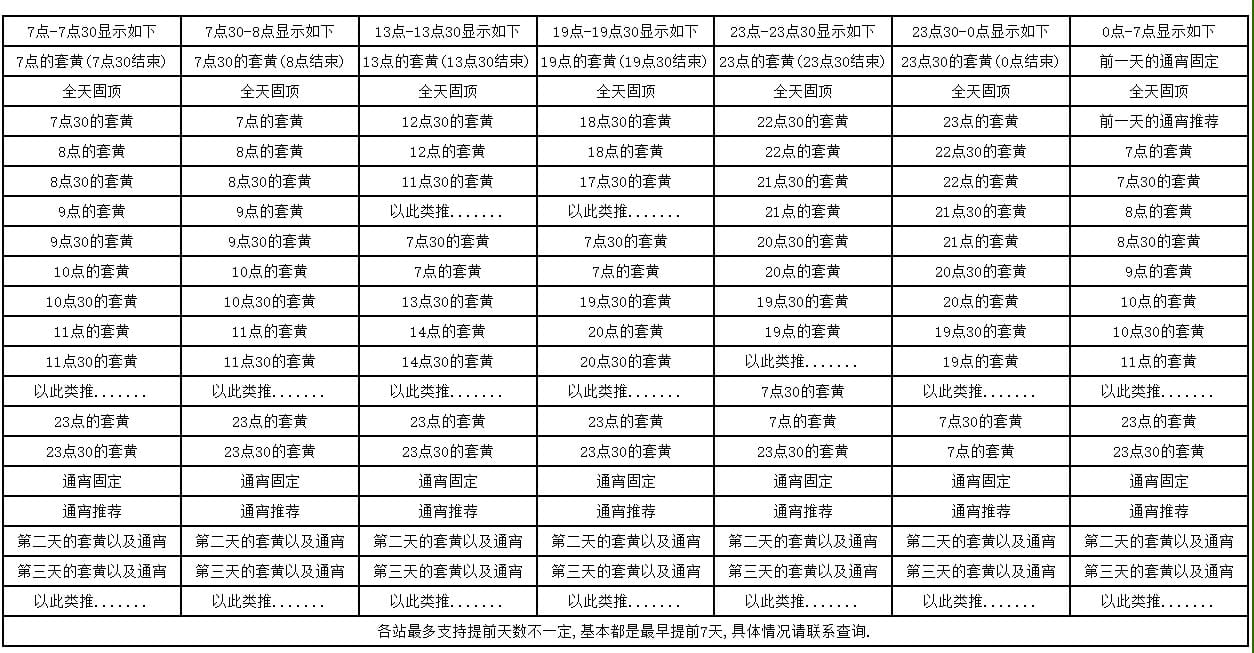 7点-7点30显示如下 7点30-8点显示如下 13点-13点30显示如下 19点-19点30显示如下 23点-23点30显示如下 23点30-0点显示如下 0点-7点显示如下
7点的套黄(7点30结束) 7点30的套黄(8点结束) 13点的套黄(13点30结束) 19点的套黄(19点30结束) 23点的套黄(23点30结束) 23点30的套黄(0点结束) 前一天的通宵固定
全天固顶 全天固顶 全天固顶 全天固顶 全天固顶 全天固顶 全天固顶
7点30的套黄 7点的套黄 12点30的套黄 18点30的套黄 22点30的套黄 23点的套黄 前一天的通宵推荐
8点的套黄 8点的套黄 12点的套黄 18点的套黄 22点的套黄 22点30的套黄 7点的套黄
8点30的套黄 8点30的套黄 11点30的套黄 17点30的套黄 21点30的套黄 22点的套黄 7点30的套黄
9点的套黄 9点的套黄 以此类推....... 以此类推....... 21点的套黄 21点30的套黄 8点的套黄
9点30的套黄 9点30的套黄 7点30的套黄 7点30的套黄 20点30的套黄 21点的套黄 8点30的套黄
10点的套黄 10点的套黄 7点的套黄 7点的套黄 20点的套黄 20点30的套黄 9点的套黄
10点30的套黄 10点30的套黄 13点30的套黄 19点30的套黄 19点30的套黄 20点的套黄 10点的套黄
11点的套黄 11点的套黄 14点的套黄 20点的套黄 19点的套黄 19点30的套黄 10点30的套黄
11点30的套黄 11点30的套黄 14点30的套黄 20点30的套黄 以此类推....... 19点的套黄 11点的套黄
以此类推....... 以此类推....... 以此类推....... 以此类推....... 7点30的套黄 以此类推....... 以此类推.......
23点的套黄 23点的套黄 23点的套黄 23点的套黄 7点的套黄 7点30的套黄 23点的套黄
23点30的套黄 23点30的套黄 23点30的套黄 23点30的套黄 23点30的套黄 7点的套黄 23点30的套黄
通宵固定 通宵固定 通宵固定 通宵固定 通宵固定 通宵固定 通宵固定
通宵推荐 通宵推荐 通宵推荐 通宵推荐 通宵推荐 通宵推荐 通宵推荐
第二天的套黄以及通宵 第二天的套黄以及通宵 第二天的套黄以及通宵 第二天的套黄以及通宵 第二天的套黄以及通宵 第二天的套黄以及通宵 第二天的套黄以及通宵
第三天的套黄以及通宵 第三天的套黄以及通宵 第三天的套黄以及通宵 第三天的套黄以及通宵 第三天的套黄以及通宵 第三天的套黄以及通宵 第三天的套黄以及通宵
以此类推....... 以此类推....... 以此类推....... 以此类推....... 以此类推....... 以此类推....... 以此类推.......
各站最多支持提前天数不一定,基本都是最早提前7天,具体情况请联系查询.